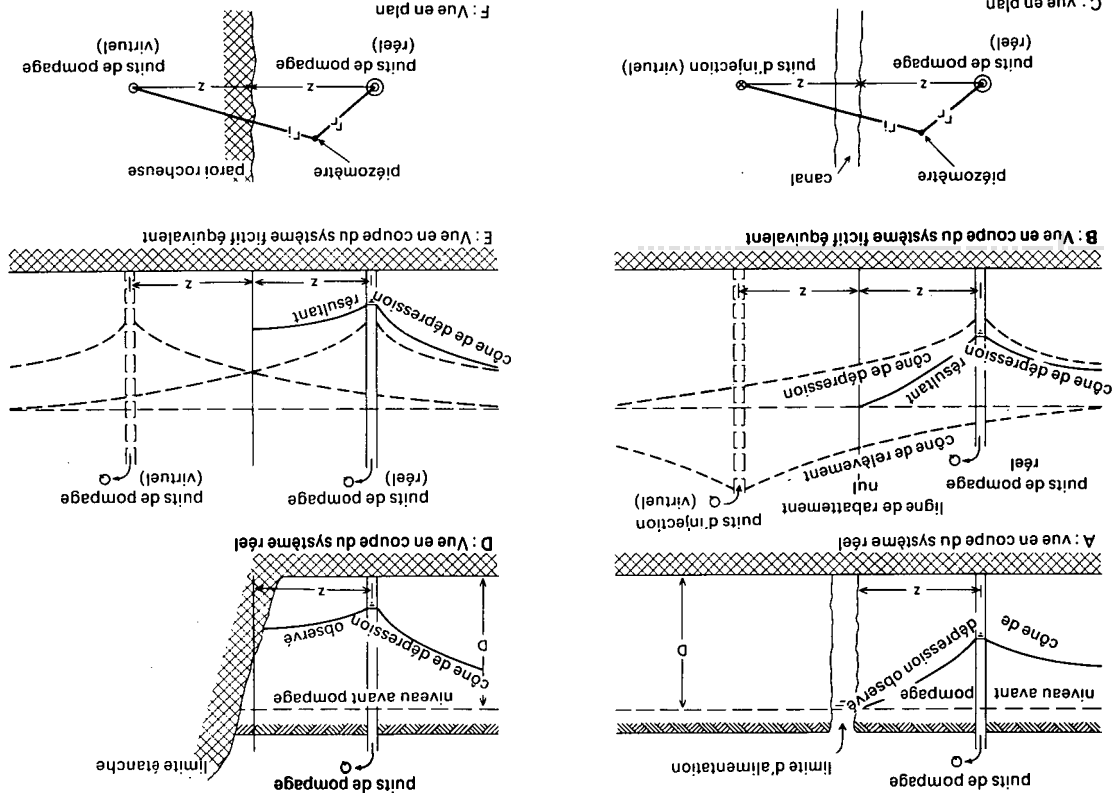 puits de pompage
Q
limite d'alimentation
niveau avant pompage
cône de dépression observé
D
z
A : vue en coupe du système réel
puits de pompage
réel
Q
ligne de rabattement
nul
puits d'injection
(virtuel)
Q
cône de relèvement
cône de dépression
résultant
cône de dépression
z
z
B : Vue en coupe du système fictif équivalent
piézomètre
canal
rr
ri
z
z
puits de pompage
(réel)
puits d'injection (virtuel)
C : vue en plan
puits de pompage
Q
limite étanche
niveau avant pompage
cône de dépression observé
D
z
D : Vue en coupe du système réel
puits de pompage
(réel)
Q
puits de pompage
(virtuel)
Q
cône de dépression résultant
z
z
E : Vue en coupe du système fictif équivalent
piézomètre
paroi rocheuse
rr
ri
z
z
puits de pompage
(réel)
puits de pompage
(virtuel)
F : Vue en plan